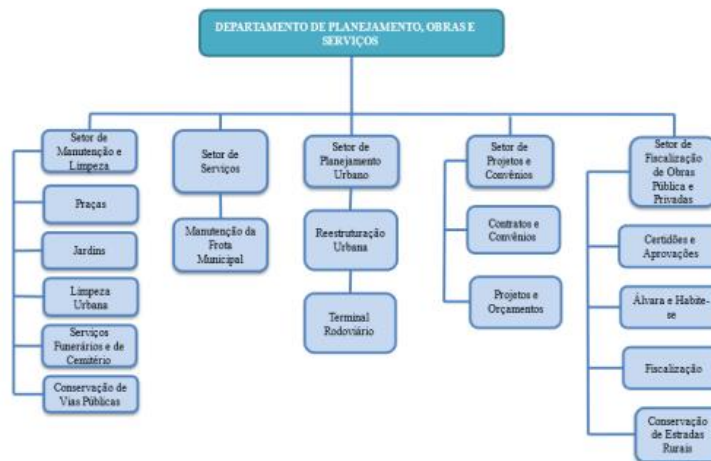 DEPARTAMENTO DE PLANEJAMENTO, OBRAS E
SERVIÇOS
Setor de
Manutenção e
Limpeza
Praças
Jardins
Limpeza
Urbana
Serviços
Funerários e de
Cemitério
Conservação de
Vias Públicas
Setor de
Serviços
Manutenção da
Frota
Municipal
Setor de
Planejamento
Urbano
Reestruturação
Urbana
Terminal
Rodoviário
Setor de
Projetos e
Convênios
Contratos e
Convênios
Projetos e
Orçamentos
Setor de
Fiscalização
de Obras
Pública e
Privadas
Certidões e
Aprovações
Álvara e Habite-
se
Fiscalização
Conservação
de Estradas
Rurais